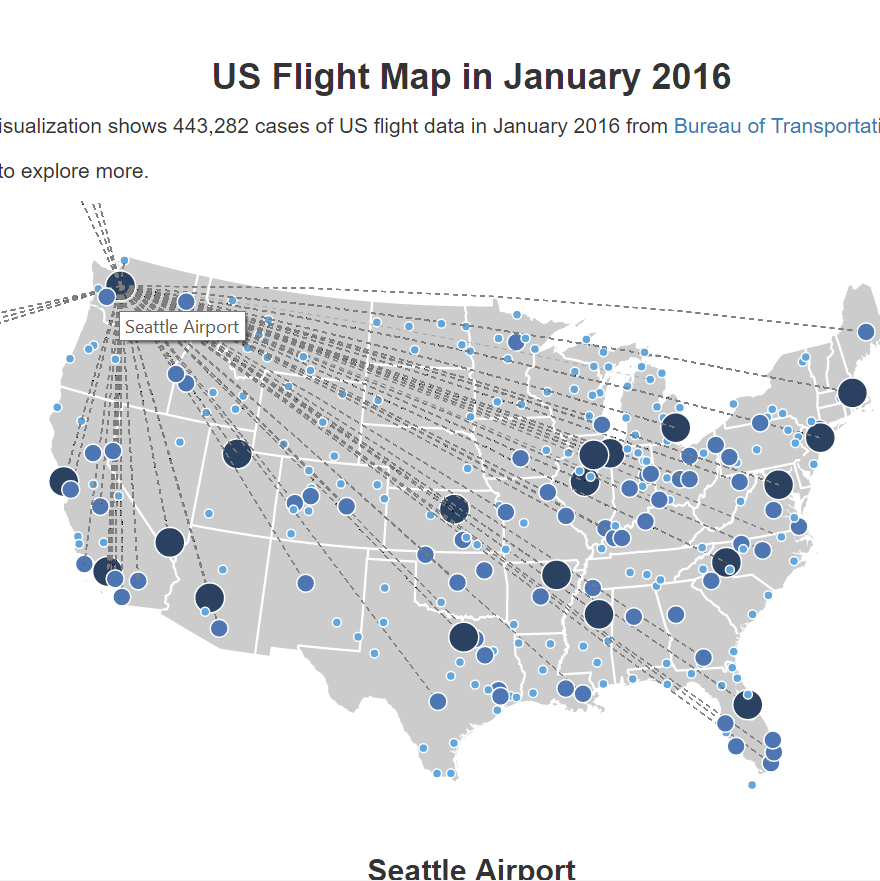 US Flight Map in January 2016
isualization shows 443,282 cases of US flight data in January 2016 from Bureau of Transportati
to explore more.
Seattle Airport
Seattle Airport